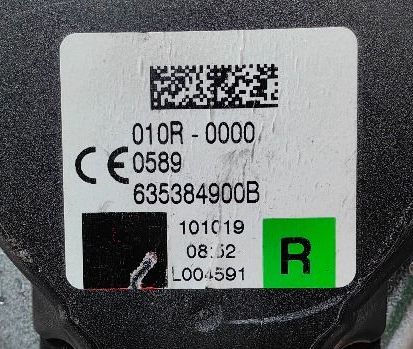 010R - 0000
CE 0589
635384900B
101019
08:52
L004591
R